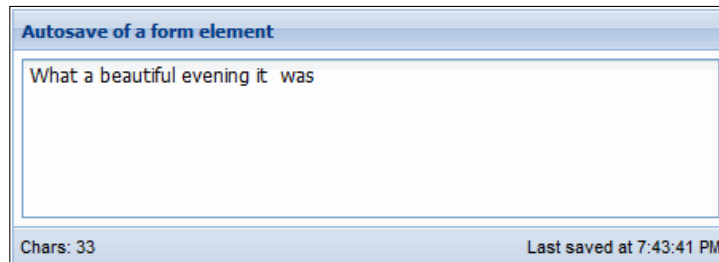 Autosave of a form element
What a beautiful evening it  was
Chars: 33
Last saved at 7:43:41 PM